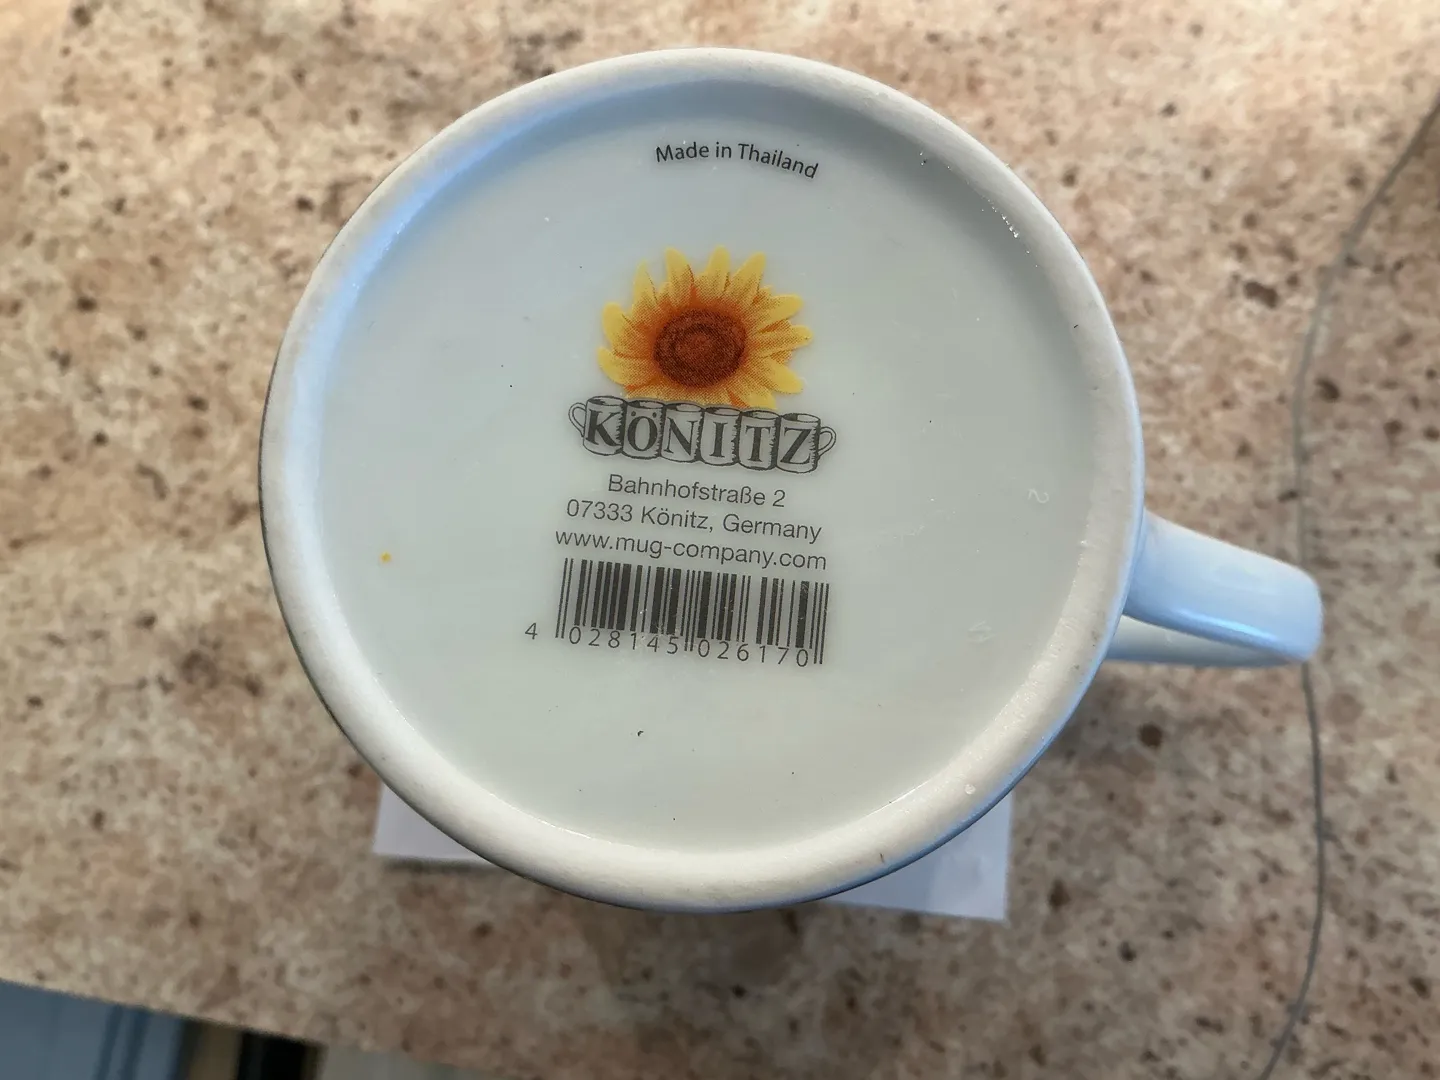 Made in Thailand
KÖNITZ
Bahnhofstraße 2
07333 Könitz, Germany
www.mug-company.com
4 028145 026170